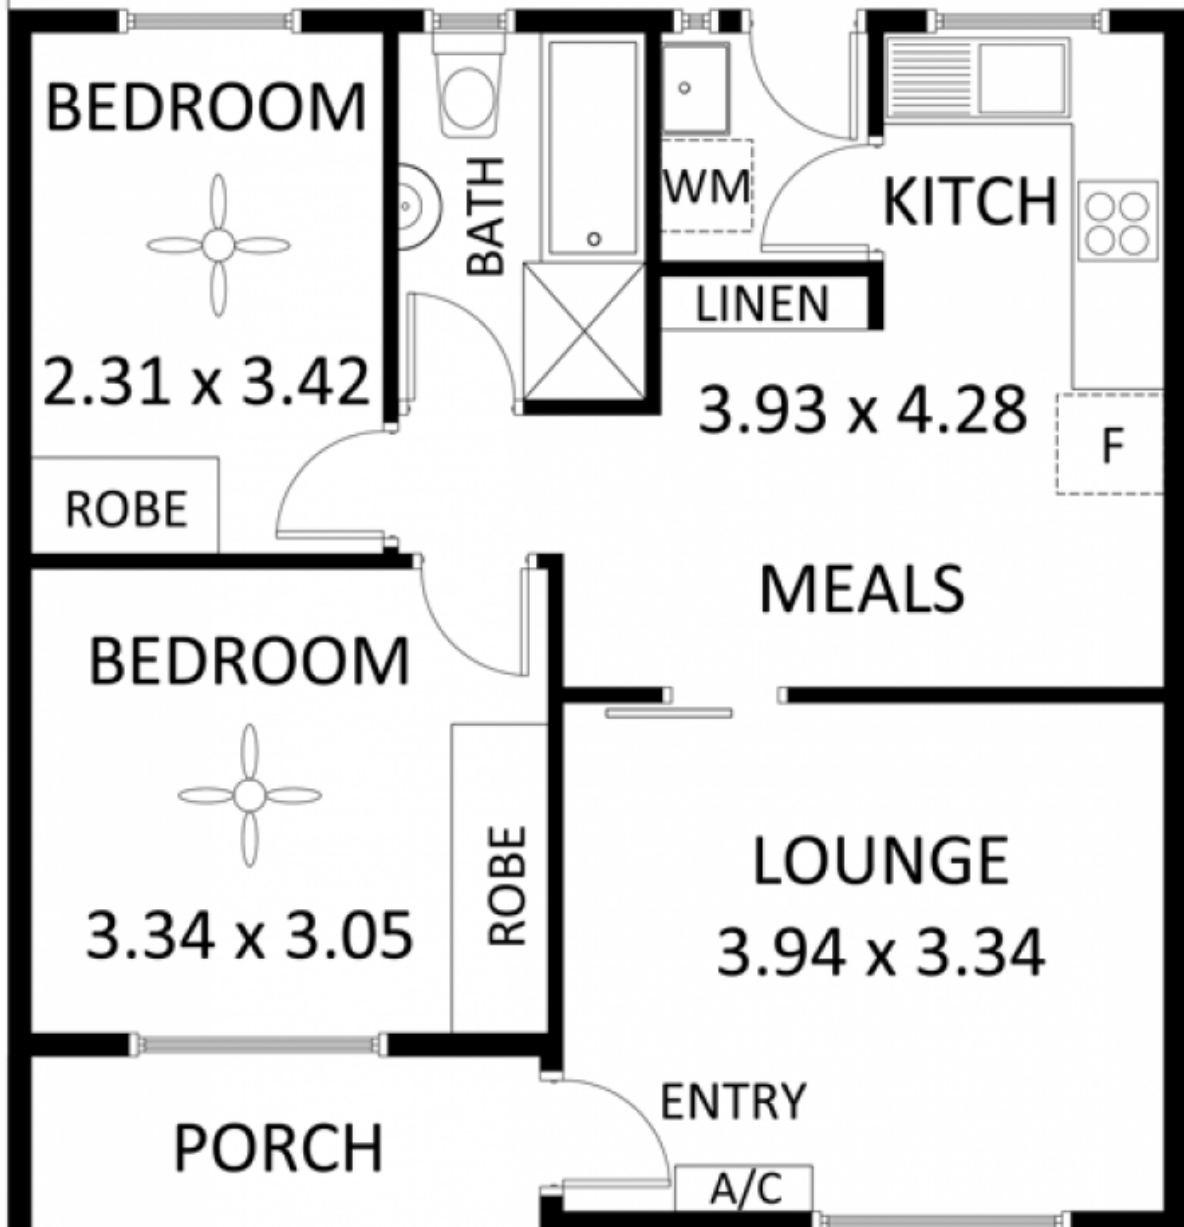 BEDROOM
2.31 x 3.42
ROBE
BATH
WM
LINEN
KITCH
3.93 x 4.28
F
MEALS
BEDROOM
3.34 x 3.05
ROBE
LOUNGE
3.94 x 3.34
ENTRY
A/C
PORCH